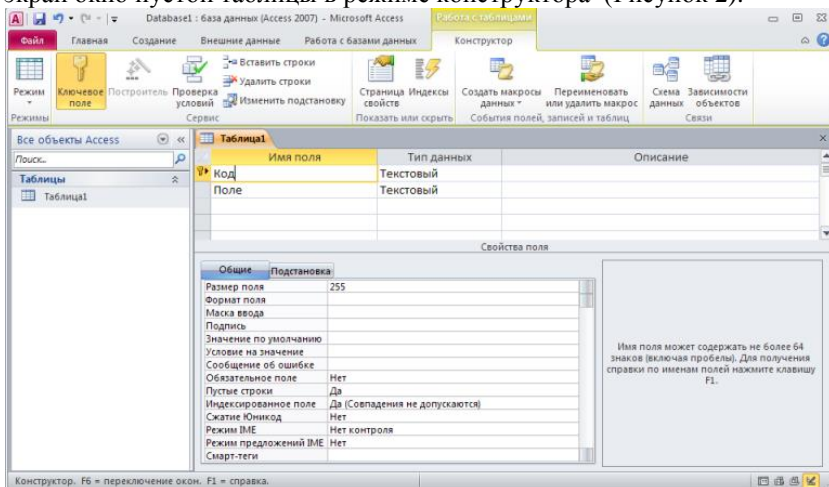 экран окно пустой таблицы в режиме конструктора (Рисунок 2).
Database1 : база данных (Access 2007) - Microsoft Access
Работа с таблицами
Файл Главная Создание Внешние данные Работа с базами данных Конструктор
Режим
Ключевое поле
Построитель
Проверка условий
Вставить строки
Удалить строки
Изменить подстановку
Страница свойств
Индексы
Создать макросы данных
Переименовать или удалить макрос
Схема данных
Зависимости объектов
Режимы Сервис Показать или скрыть События полей, записей и таблиц Связи
Все объекты Access
Поиск...
Таблицы
Таблица1
Таблица1
Имя поля Тип данных Описание
Код Текстовый
Поле Текстовый
Свойства поля
Общие Подстановка
Размер поля 255
Формат поля
Маска ввода
Подпись
Значение по умолчанию
Условие на значение
Сообщение об ошибке
Обязательное поле Нет
Пустые строки Да
Индексированное поле Да (Совпадения не допускаются)
Сжатие Юникод Нет
Режим IME Нет контроля
Режим предложений IME Нет
Смарт-теги
Имя поля может содержать не более 64
знаков (включая пробелы). Для получения
справки по именам полей нажмите клавишу
F1.
Конструктор. F6 = переключение окон. F1 = справка.